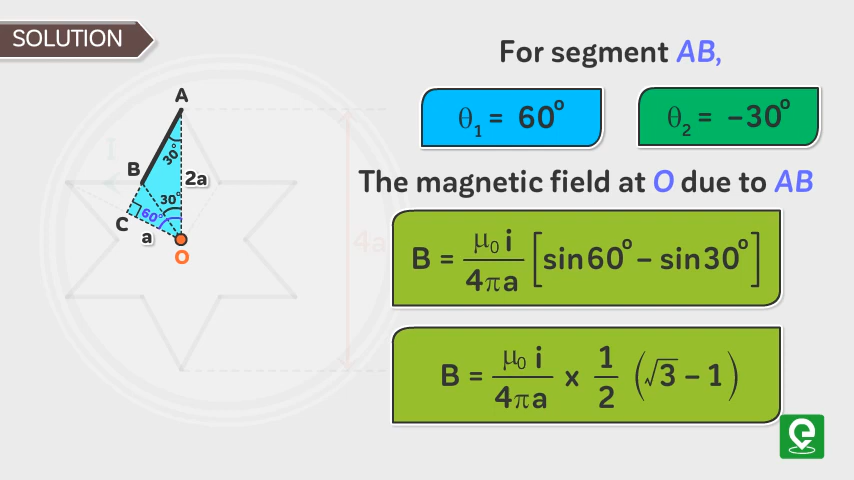 SOLUTION
For segment AB,
θ₁ = 60°
θ₂ = −30°
The magnetic field at O due to AB
B = μ₀ i / 4πa [sin60° − sin30°]
B = μ₀ i / 4πa x 1/2 (√3 − 1)
A
30°
B
2a
30°
C
60°
a
O
4a
I